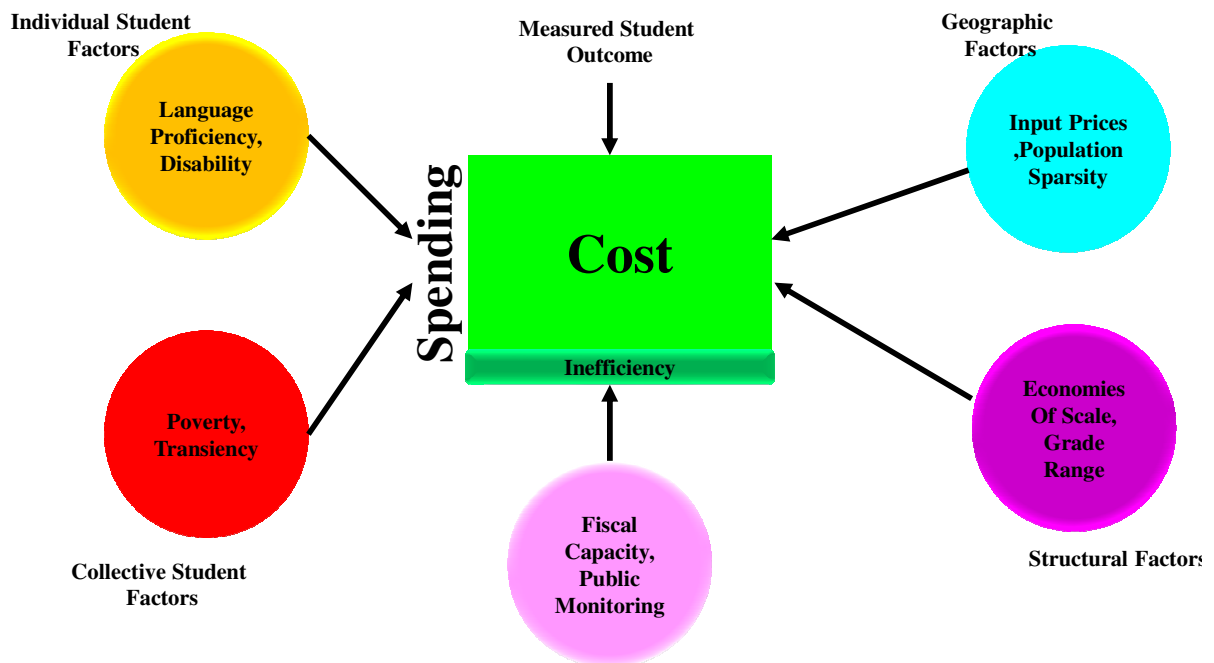 Individual Student
Factors
Language
Proficiency,
Disability
Measured Student
Outcome
Geographic
Factors
Input Prices
,Population
Sparsity
Spending
Cost
Inefficiency
Poverty,
Transiency
Collective Student
Factors
Fiscal
Capacity,
Public
Monitoring
Economies
Of Scale,
Grade
Range
Structural Factors